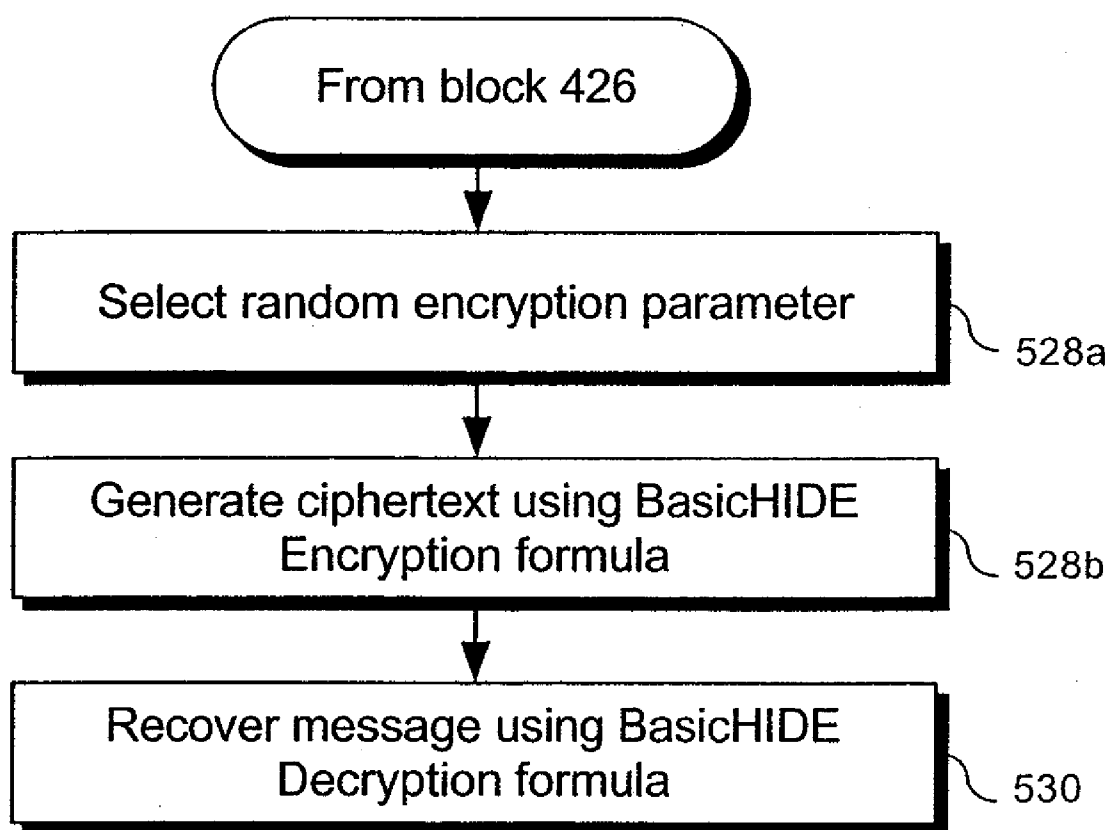 From block 426
Select random encryption parameter
528a
Generate ciphertext using BasicHIDE
Encryption formula
528b
Recover message using BasicHIDE
Decryption formula
530